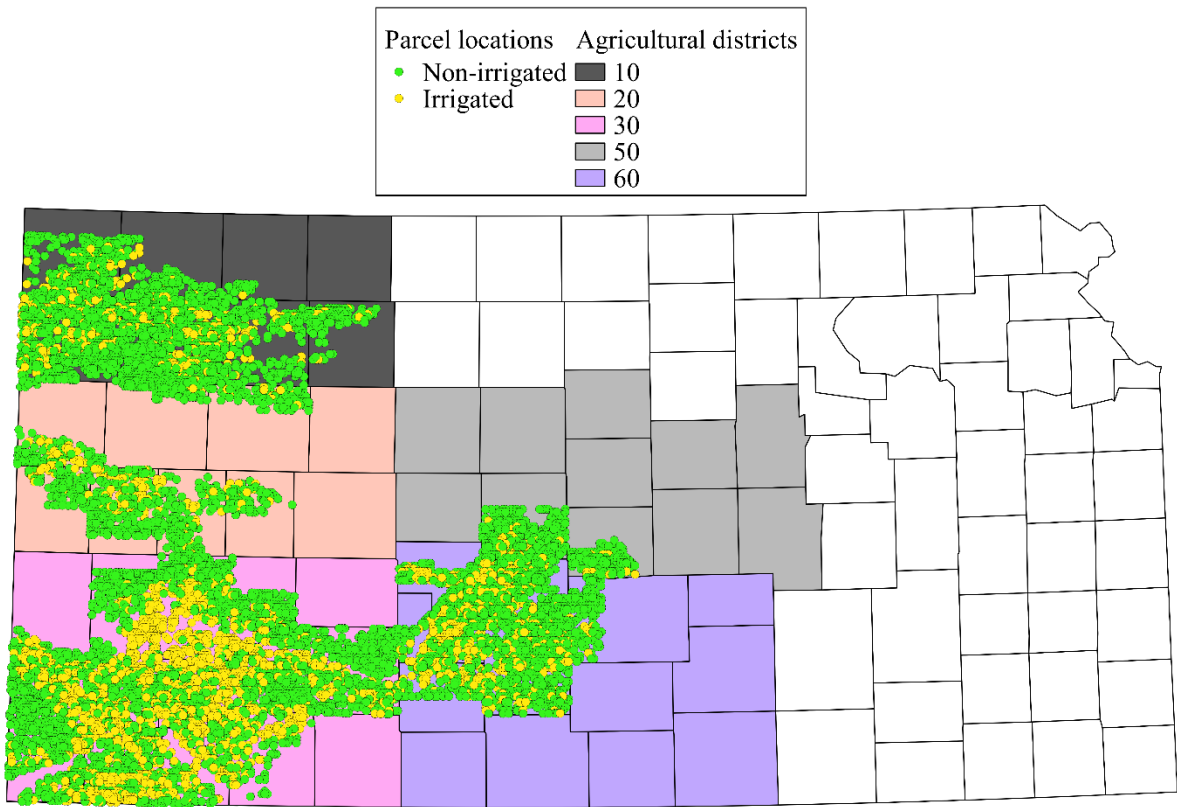 Parcel locations Agricultural districts
Non-irrigated 10
Irrigated 20
30
50
60